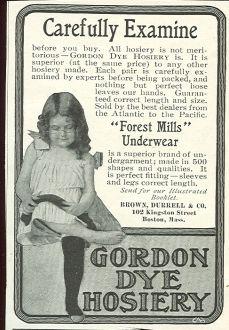 Carefully Examine
before you buy. All hosiery is not meri-
torious—GORDON DYE HOSIERY is. It is
superior (at the same price) to any other
hosiery made. Each pair is carefully ex-
amined by experts before being packed, and
nothing but perfect hose
leaves our hands. Guaran-
teed correct length and size.
Sold by the best dealers from
the Atlantic to the Pacific.
"Forest Mills"
Underwear
is a superior brand of un-
dergarment; made in 500
shapes and qualities. It
is perfect fitting—sleeves
and legs correct length.
Send for our Illustrated
Booklet.
BROWN, DURRELL & CO.
102 Kingston Street
Boston, Mass.
GORDON
DYE
HOSIERY